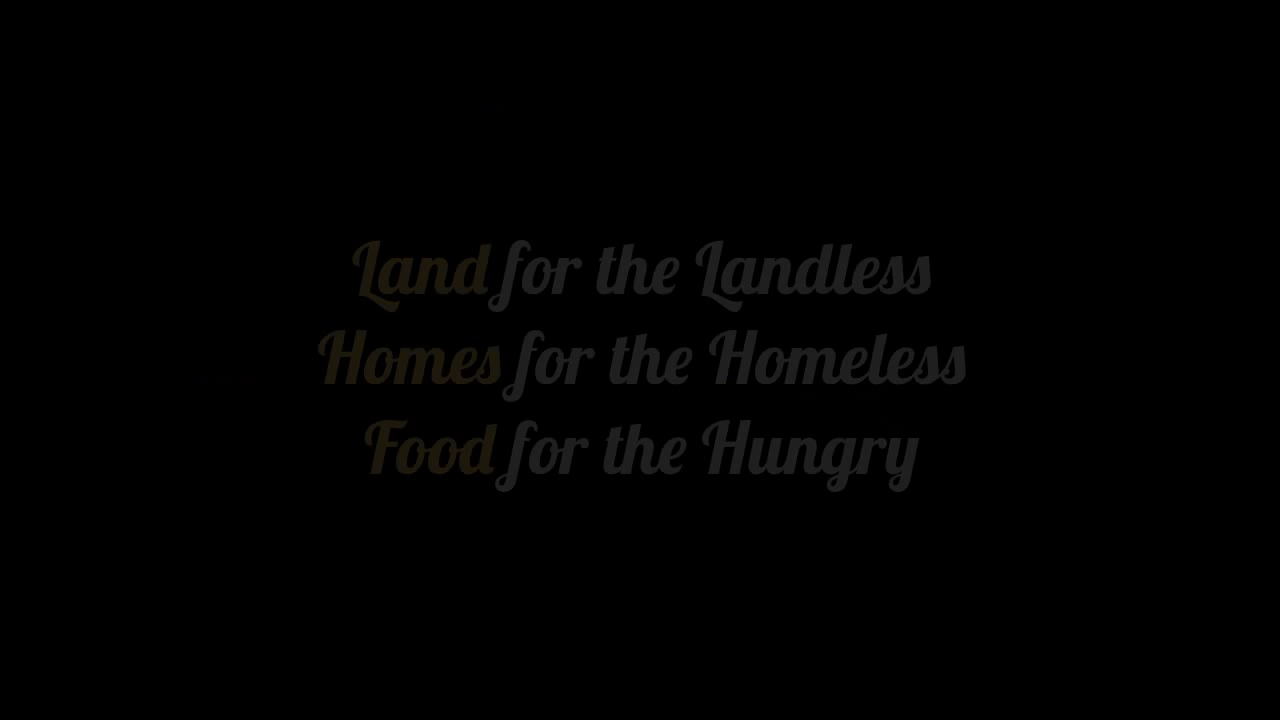 Land for the Landless
Homes for the Homeless
Food for the Hungry